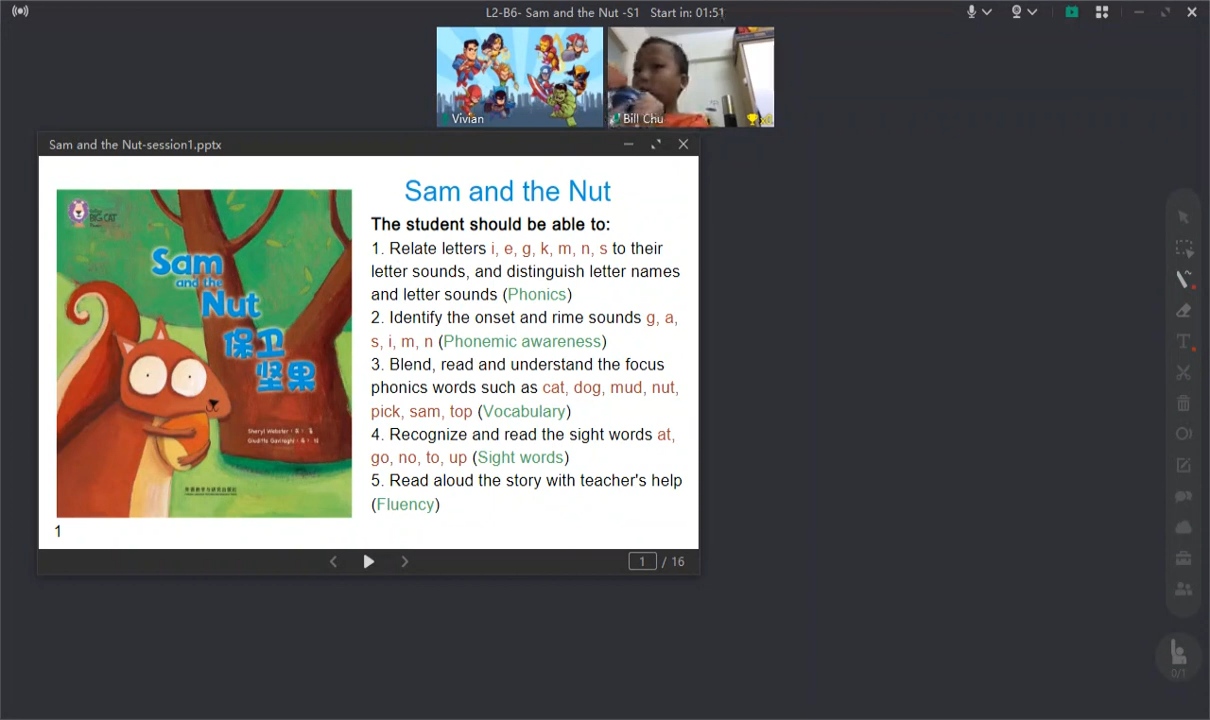 L2-B6- Sam and the Nut -S1 Start in: 01:51
Vivian
Bill Chu
Sam and the Nut-session1.pptx
BIG CAT
Sam
and the
Nut
保卫
坚果
Sam and the Nut
The student should be able to:
1. Relate letters i, e, g, k, m, n, s to their
letter sounds, and distinguish letter names
and letter sounds (Phonics)
2. Identify the onset and rime sounds g, a,
s, i, m, n (Phonemic awareness)
3. Blend, read and understand the focus
phonics words such as cat, dog, mud, nut,
pick, sam, top (Vocabulary)
4. Recognize and read the sight words at,
go, no, to, up (Sight words)
5. Read aloud the story with teacher's help
(Fluency)
1
1 / 16
0/1